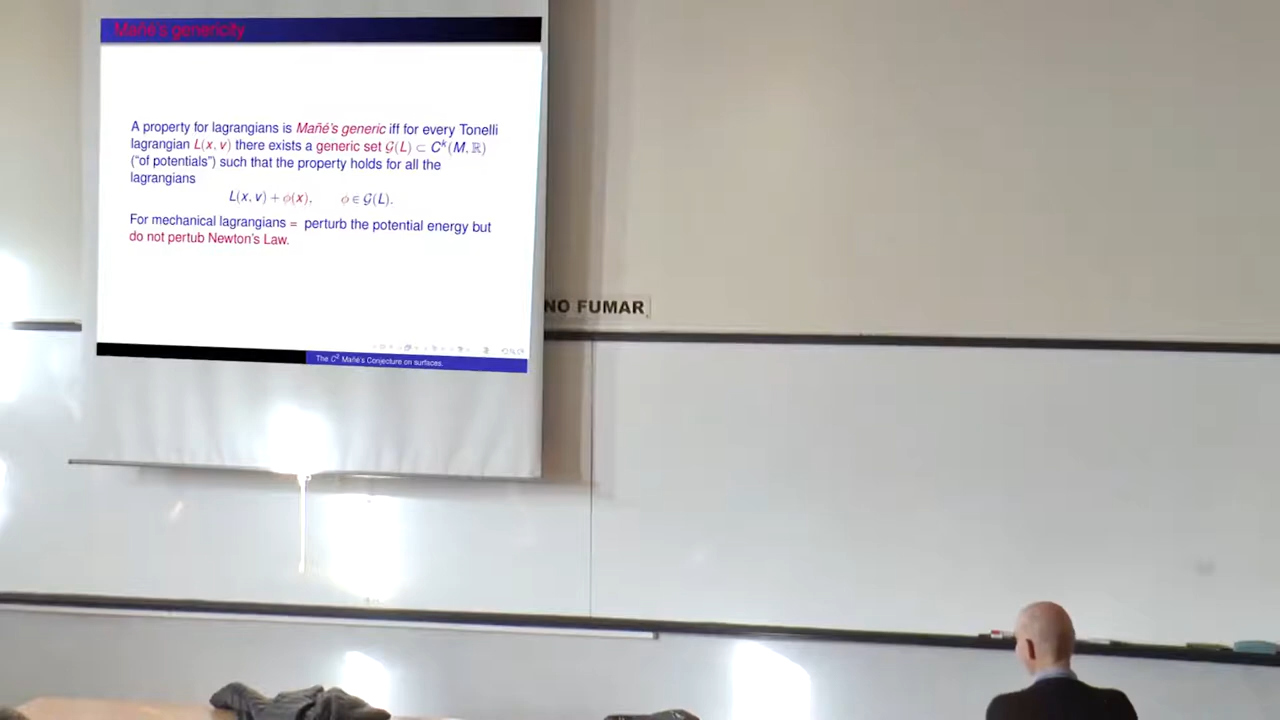 Mañé's genericity
A property for lagrangians is Mañé's generic iff for every Tonelli
lagrangian L(x, v) there exists a generic set 𝒢(L) ⊂ Cᵏ(M, ℝ)
("of potentials") such that the property holds for all the
lagrangians
L(x, v) + ϕ(x), ϕ ∈ 𝒢(L).
For mechanical lagrangians = perturb the potential energy but
do not pertub Newton's Law.
The C² Mañé's Conjecture on surfaces.
NO FUMAR